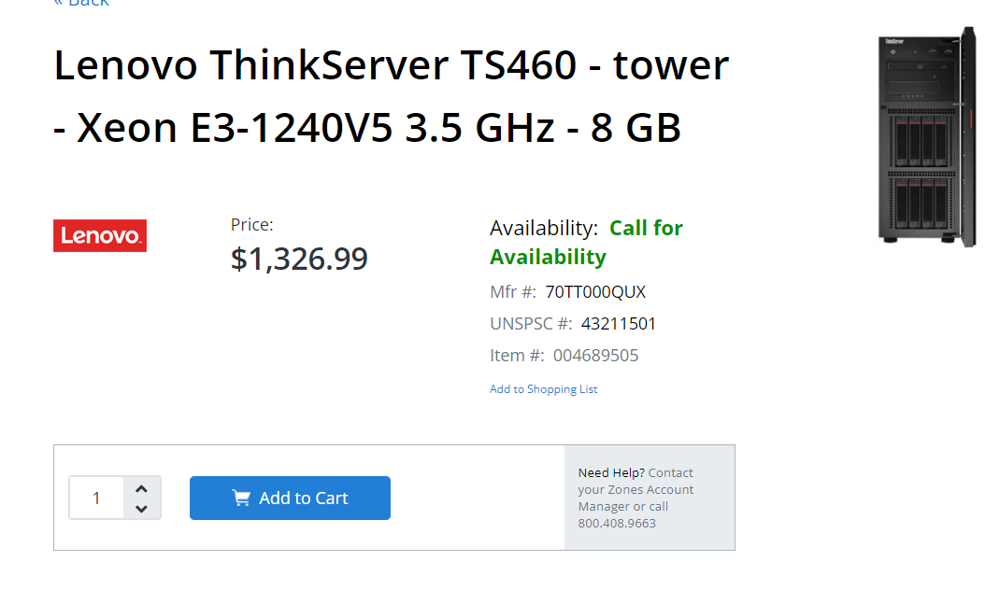 « Back
Lenovo ThinkServer TS460 - tower
- Xeon E3-1240V5 3.5 GHz - 8 GB
Lenovo
Price:
$1,326.99
Availability: Call for
Availability
Mfr #: 70TT000QUX
UNSPSC #: 43211501
Item #: 004689505
Add to Shopping List
1
Add to Cart
Need Help? Contact
your Zones Account
Manager or call
800.408.9663
ThinkServer